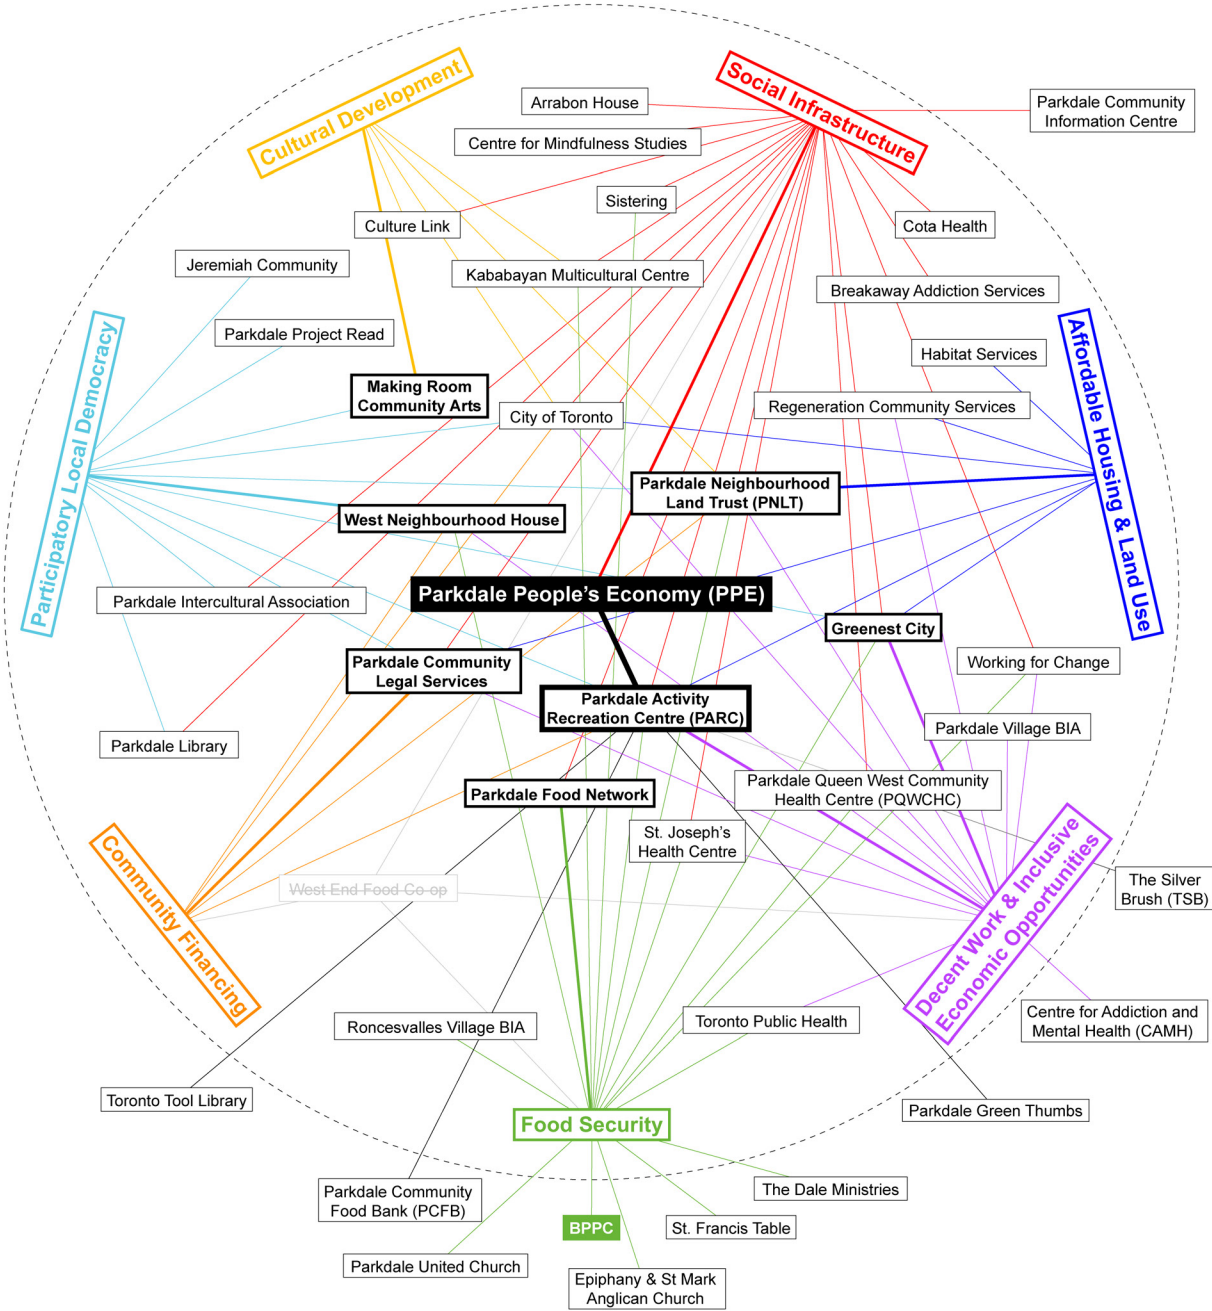 Cultural Development
Social Infrastructure
Arrabon House
Parkdale Community
Information Centre
Centre for Mindfulness Studies
Sistering
Culture Link
Cota Health
Jeremiah Community
Kababayan Multicultural Centre
Breakaway Addiction Services
Parkdale Project Read
Habitat Services
Participatory Local Democracy
Affordable Housing & Land Use
Making Room
Community Arts
City of Toronto
Regeneration Community Services
Parkdale Neighbourhood
Land Trust (PNLT)
West Neighbourhood House
Parkdale Intercultural Association
Parkdale People's Economy (PPE)
Greenest City
Parkdale Community
Legal Services
Working for Change
Parkdale Activity
Recreation Centre (PARC)
Parkdale Village BIA
Parkdale Library
Parkdale Food Network
Parkdale Queen West Community
Health Centre (PQWCHC)
St. Joseph's
Health Centre
West End Food Co-op
The Silver
Brush (TSB)
Community Financing
Decent Work & Inclusive
Economic Opportunities
Roncesvalles Village BIA
Toronto Public Health
Centre for Addiction and
Mental Health (CAMH)
Toronto Tool Library
Food Security
Parkdale Green Thumbs
Parkdale Community
Food Bank (PCFB)
The Dale Ministries
BPPC
St. Francis Table
Parkdale United Church
Epiphany & St Mark
Anglican Church